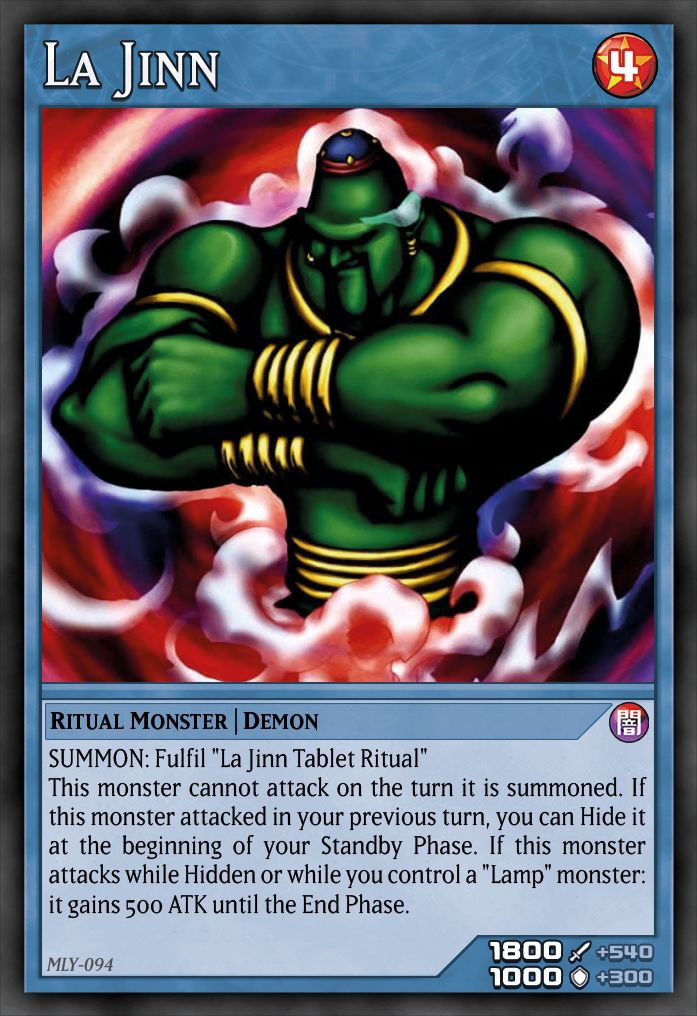 La Jinn
4
Ritual Monster | Demon
闇
SUMMON: Fulfil "La Jinn Tablet Ritual"
This monster cannot attack on the turn it is summoned. If
this monster attacked in your previous turn, you can Hide it
at the beginning of your Standby Phase. If this monster
attacks while Hidden or while you control a "Lamp" monster:
it gains 500 ATK until the End Phase.
1800 +540
MLY-094
1000 +300